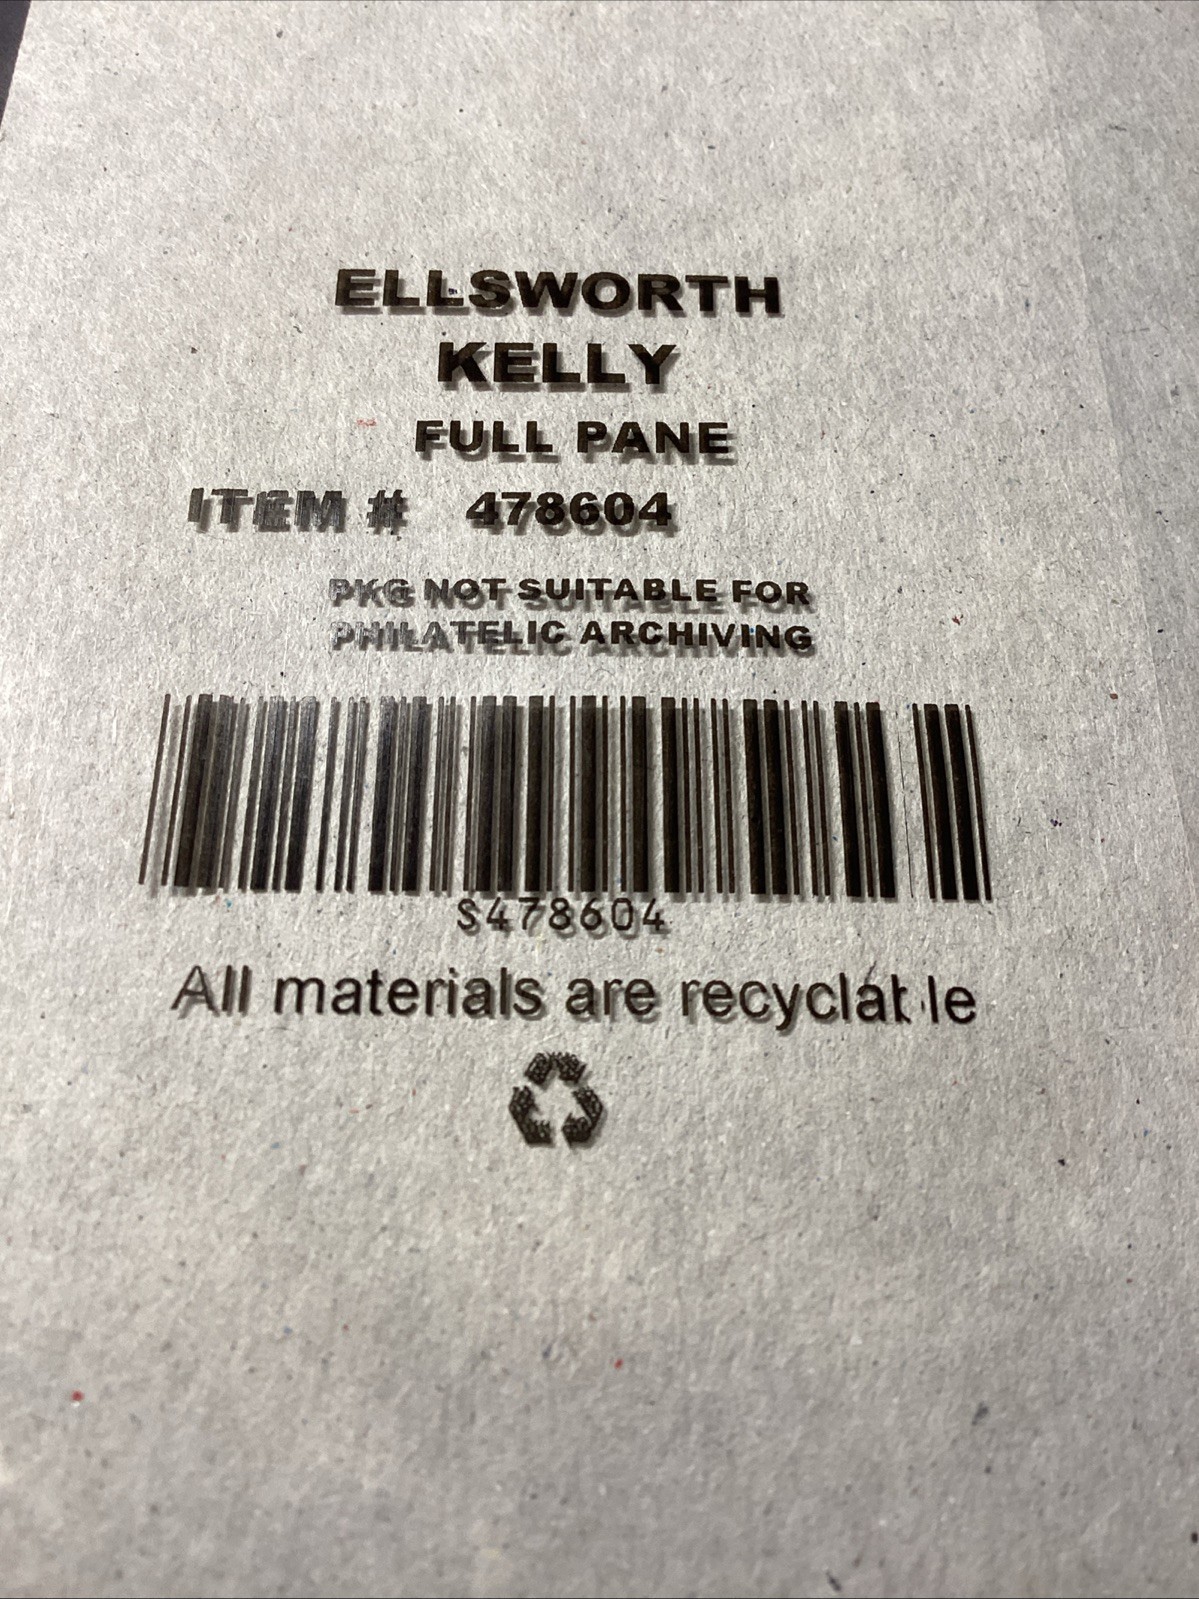 ELLSWORTH
KELLY
FULL PANE
ITEM # 478604
PKG NOT SUITABLE FOR
PHILATELIC ARCHIVING
S478604
All materials are recyclable